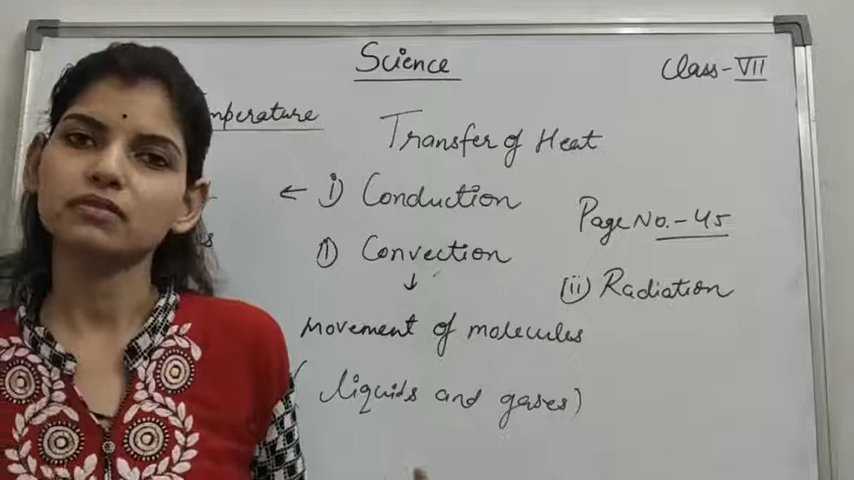 Science
Class-VII
Transfer of Heat
← i) Conduction
(ii) Convection
Page No. - 45
(iii) Radiation
↓
Movement of molecules
(liquids and gases)